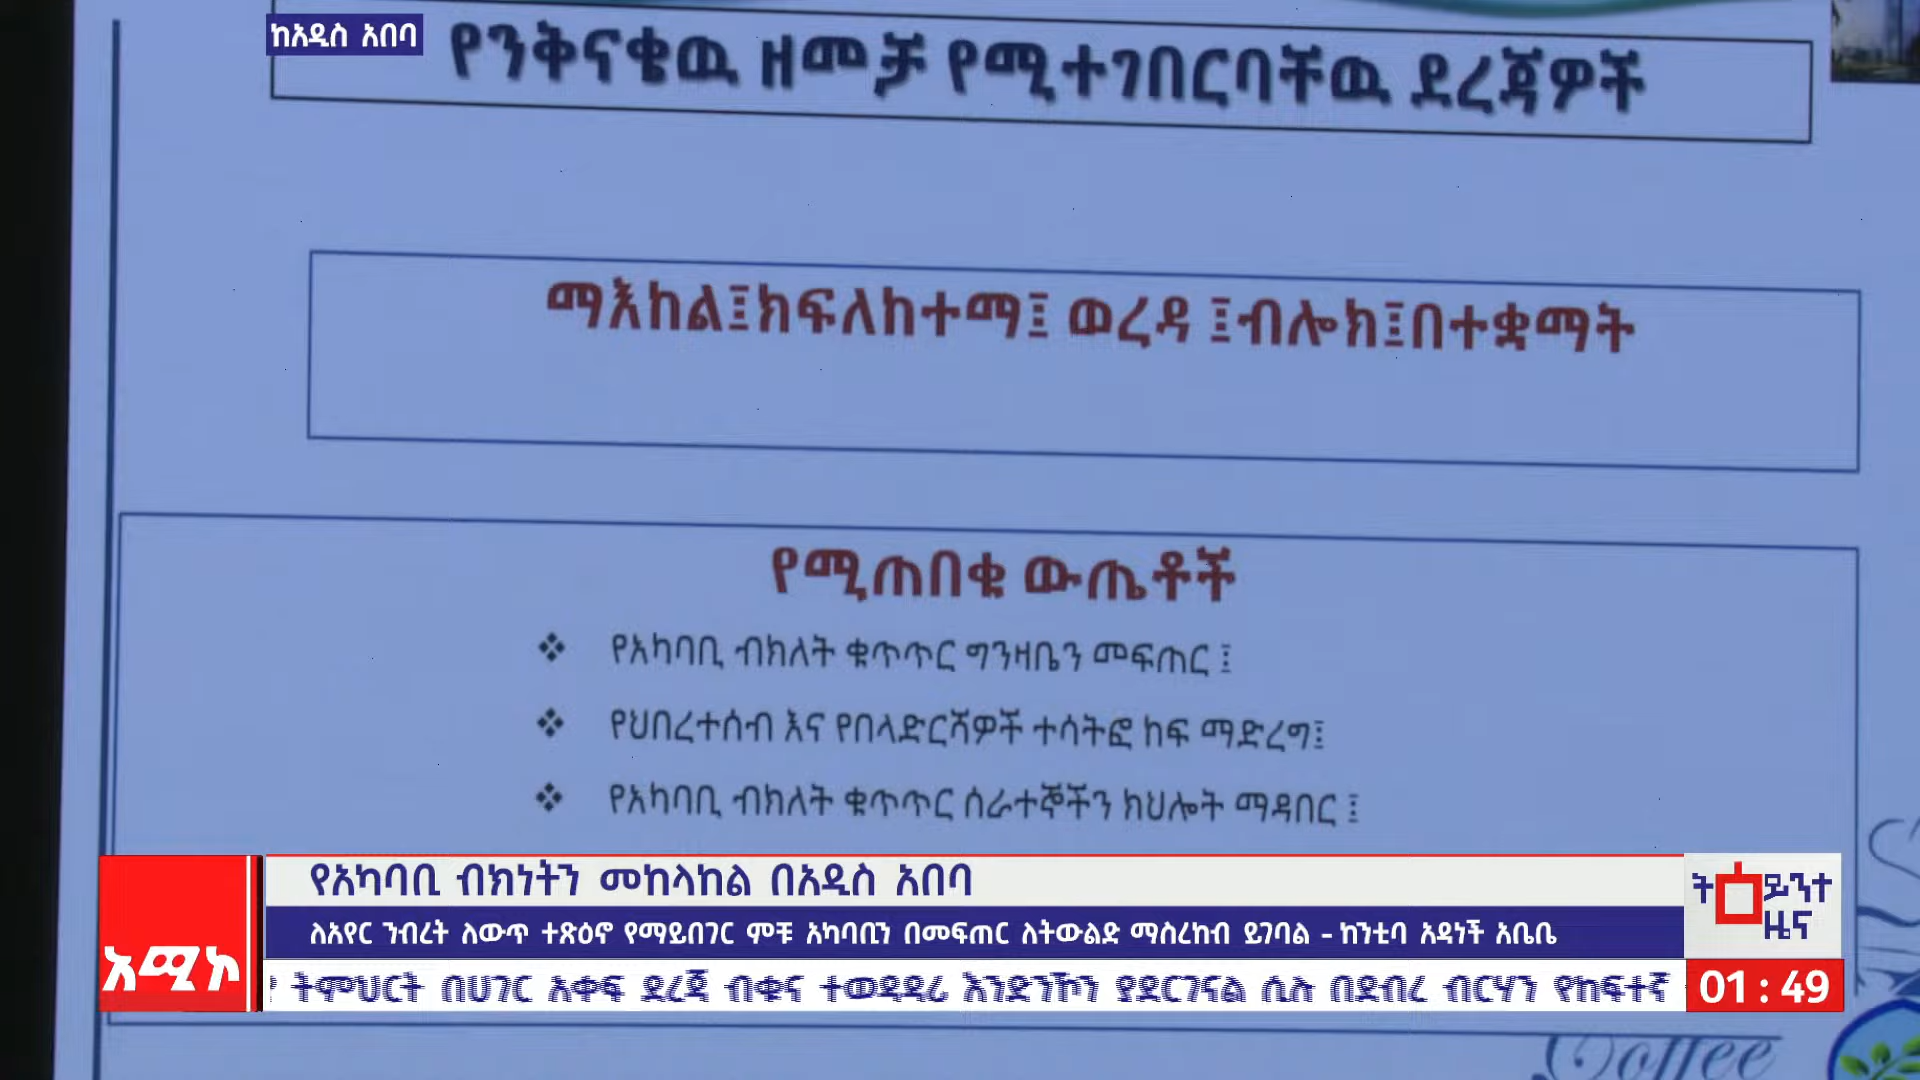 ከአዲስ አበባ
የንቅናቄዉ ዘመቻ የሚተገበርባቸዉ ደረጃዎች
ማእከል፤ክፍለከተማ፤ ወረዳ ፤ብሎክ፤በተቋማት
የሚጠበቁ ውጤቶች
❖ የአካባቢ ብክለት ቁጥጥር ግንዛቤን መፍጠር ፤
❖ የህበረተሰብ እና የበላድርሻዎች ተሳትፎ ከፍ ማድረግ፤
❖ የአካባቢ ብክለት ቁጥጥር ሰራተኞችን ክህሎት ማዳበር ፤
የአካባቢ ብክነትን መከላከል በአዲስ አበባ
ለአየር ንብረት ለውጥ ተጽዕኖ የማይበገር ምቹ አካባቢን በመፍጠር ለትውልድ ማስረከብ ይገባል - ከንቲባ አዳነች አቤቤ
አሚኮ
ትምህርት በሀገር አቀፍ ደረጃ ብቁና ተወዳዳሪ እንድንኾን ያደርገናል ሲሉ በደብረ ብርሃን የከፍተኛ
ትዕይንተ
ዜና
01:49
Coffee